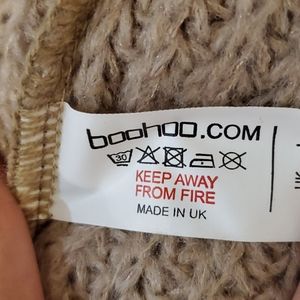 boohoo.COM
30
KEEP AWAY
FROM FIRE
MADE IN UK